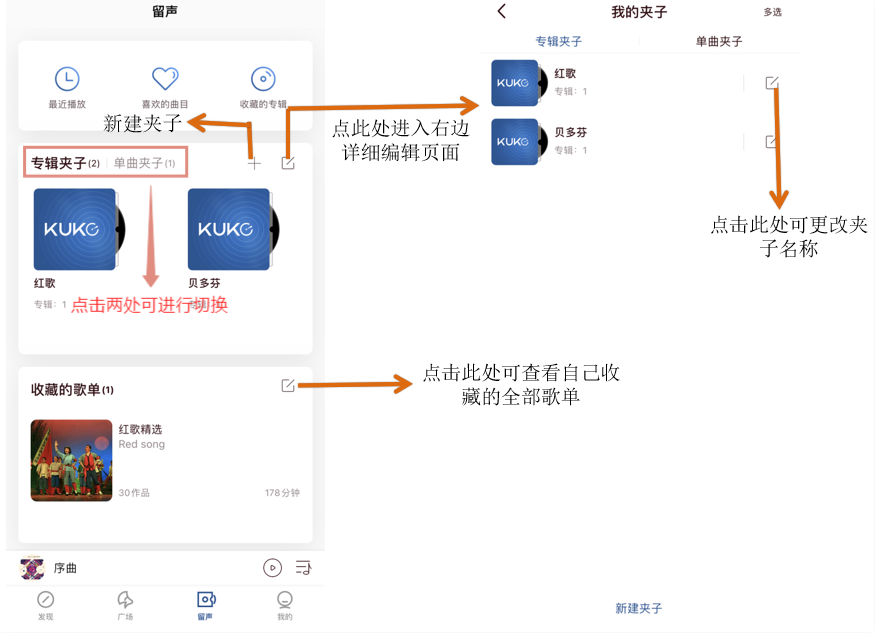 留声
最近播放
喜欢的曲目
收藏的专辑
新建夹子
点此处进入右边
详细编辑页面
专辑夹子(2)
单曲夹子(1)
KUKE
KUKE
红歌
专辑：1
贝多芬
点击两处可进行切换
收藏的歌单(1)
点击此处可查看自己收
藏的全部歌单
红歌精选
Red song
30作品
178分钟
序曲
发现
广场
留声
我的
我的夹子
多选
专辑夹子
单曲夹子
KUKE
红歌
专辑：1
KUKE
贝多芬
专辑：1
点击此处可更改夹
子名称
新建夹子